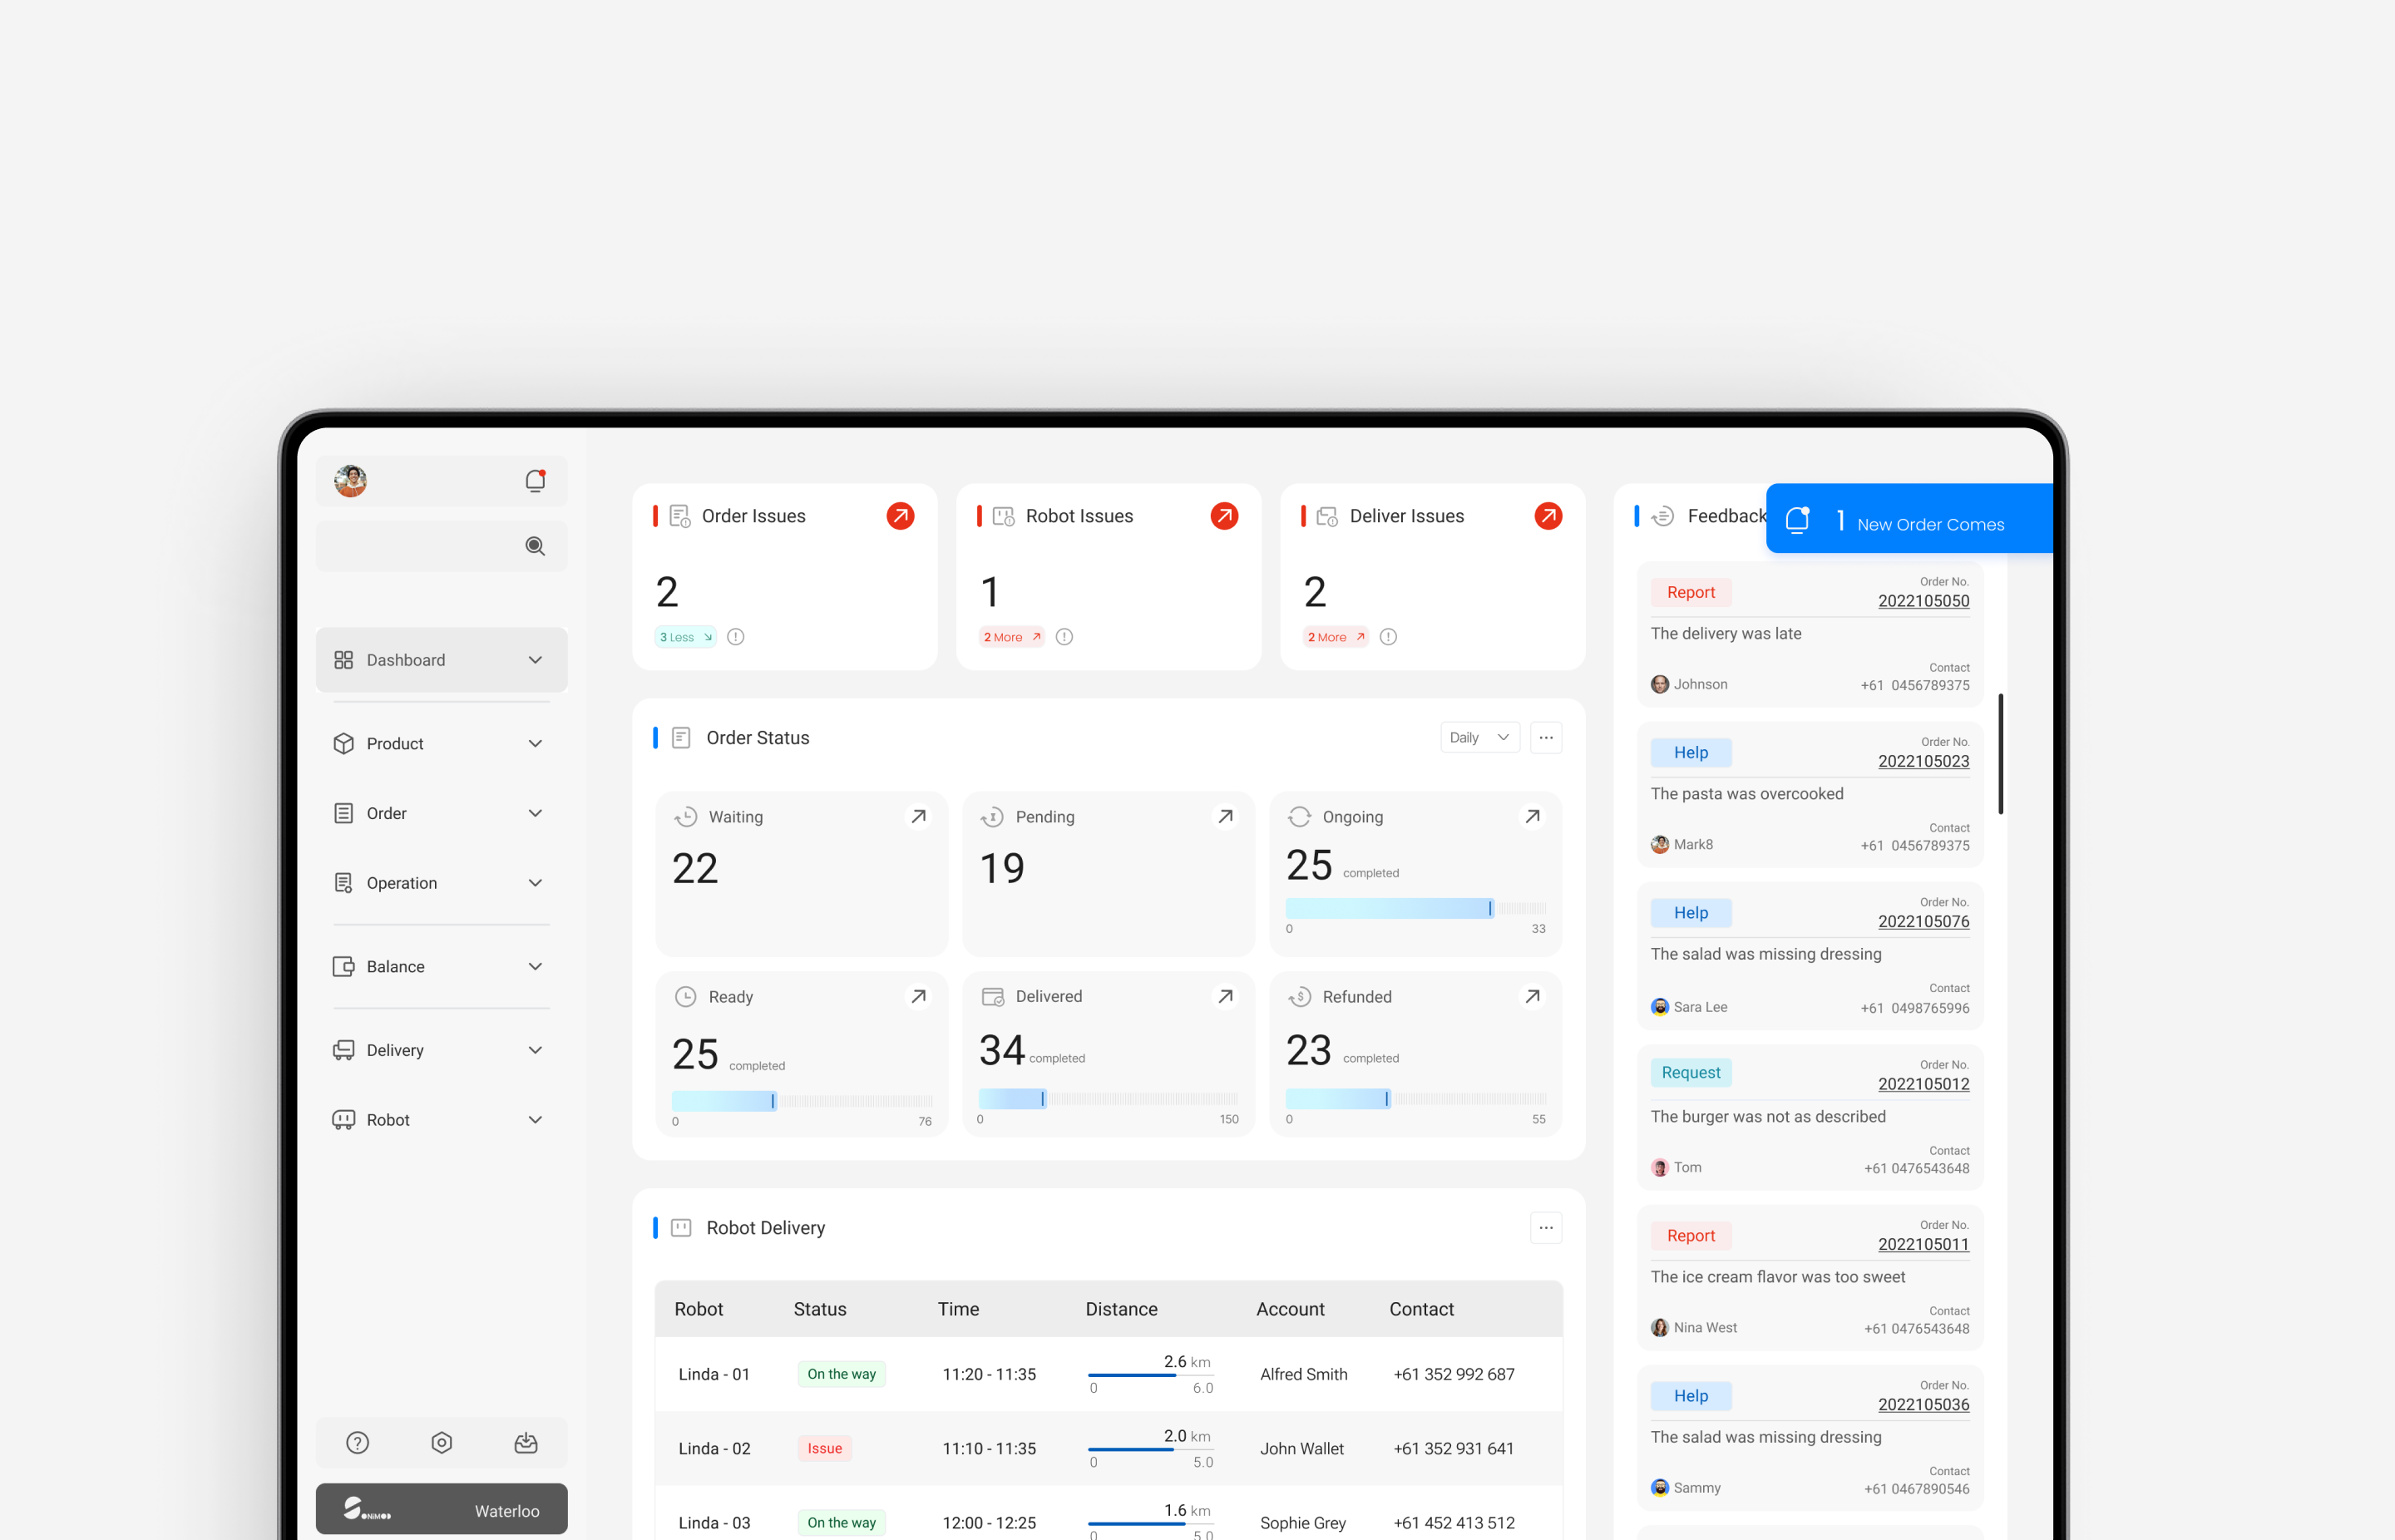 Dashboard
Product
Order
Operation
Balance
Delivery
Robot
ONIMOD
Waterloo
Order Issues
2
3 Less
Robot Issues
1
2 More
Deliver Issues
2
2 More
Order Status
Daily
Waiting
22
Pending
19
Ongoing
25 completed
0 33
Ready
25 completed
0 76
Delivered
34 completed
0 150
Refunded
23 completed
0 55
Robot Delivery
Robot Status Time Distance Account Contact
2.6 km
Linda - 01 On the way 11:20 - 11:35 Alfred Smith +61 352 992 687
0 6.0
2.0 km
Linda - 02 Issue 11:10 - 11:35 John Wallet +61 352 931 641
0 5.0
1.6 km
Linda - 03 On the way 12:00 - 12:25 Sophie Grey +61 452 413 512
0 5.0
Feedback
1 New Order Comes
Order No.
Report 2022105050
The delivery was late
Contact
Johnson +61 0456789375
Order No.
Help 2022105023
The pasta was overcooked
Contact
Mark8 +61 0456789375
Order No.
Help 2022105076
The salad was missing dressing
Contact
Sara Lee +61 0498765996
Order No.
Request 2022105012
The burger was not as described
Contact
Tom +61 0476543648
Order No.
Report 2022105011
The ice cream flavor was too sweet
Contact
Nina West +61 0476543648
Order No.
Help 2022105036
The salad was missing dressing
Contact
Sammy +61 0467890546